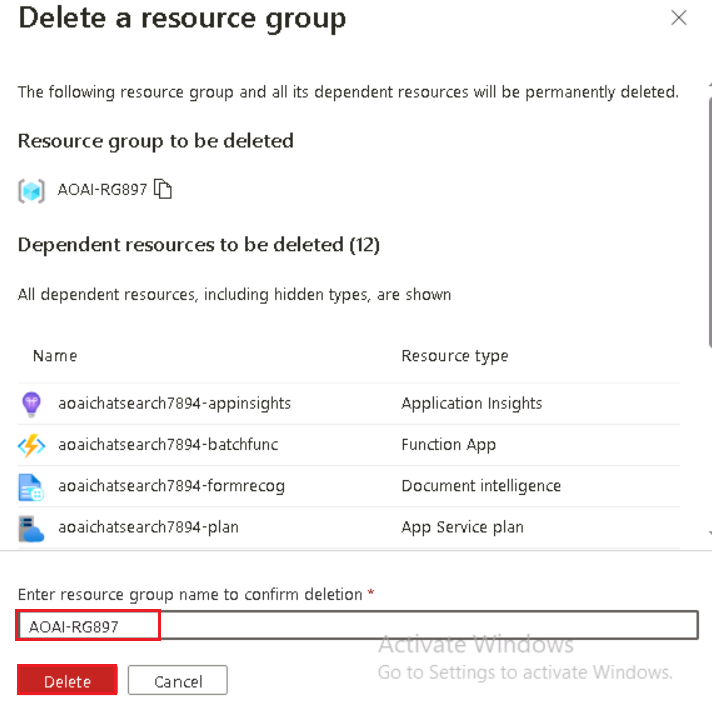 Delete a resource group
The following resource group and all its dependent resources will be permanently deleted.
Resource group to be deleted
AOAI-RG897
Dependent resources to be deleted (12)
All dependent resources, including hidden types, are shown
Name Resource type
aoaichatsearch7894-appinsights Application Insights
aoaichatsearch7894-batchfunc Function App
aoaichatsearch7894-formrecog Document intelligence
aoaichatsearch7894-plan App Service plan
Enter resource group name to confirm deletion *
AOAI-RG897
Activate Windows
Go to Settings to activate Windows.
Delete Cancel